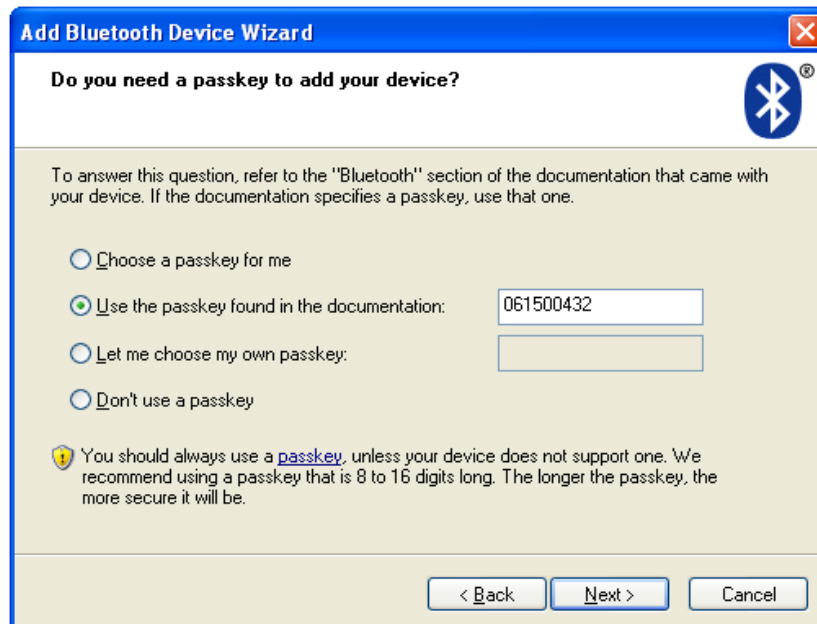 Add Bluetooth Device Wizard
Do you need a passkey to add your device?
®
To answer this question, refer to the "Bluetooth" section of the documentation that came with
your device. If the documentation specifies a passkey, use that one.
Choose a passkey for me
Use the passkey found in the documentation: 061500432
Let me choose my own passkey:
Don't use a passkey
You should always use a passkey, unless your device does not support one. We
recommend using a passkey that is 8 to 16 digits long. The longer the passkey, the
more secure it will be.
< Back Next > Cancel